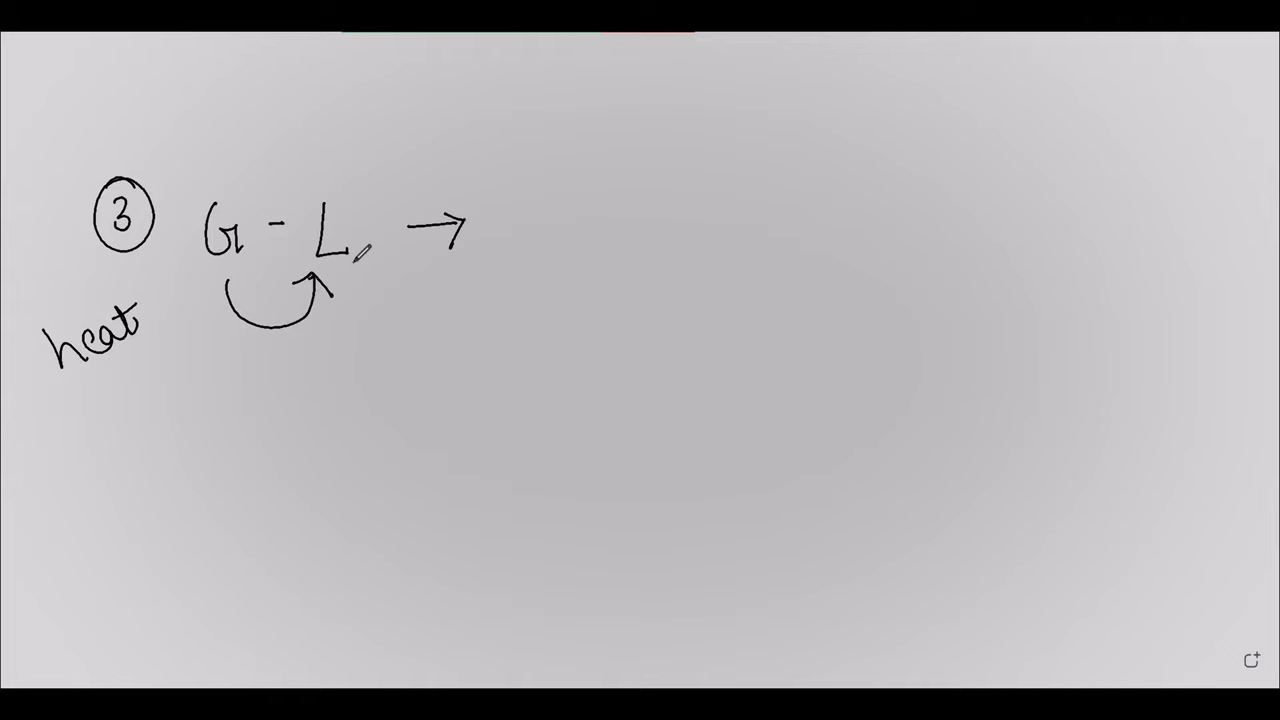 ③ G - L →
heat